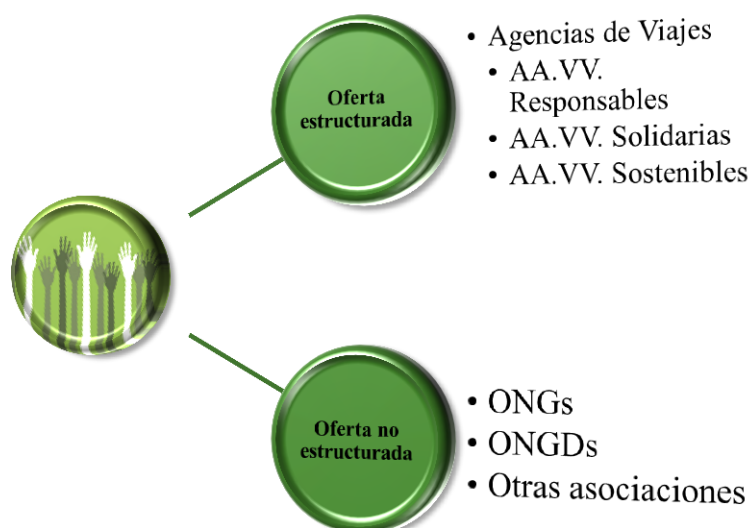 Oferta
estructurada
• Agencias de Viajes
• AA.VV.
Responsables
• AA.VV. Solidarias
• AA.VV. Sostenibles
Oferta no
estructurada
• ONGs
• ONGDs
• Otras asociaciones